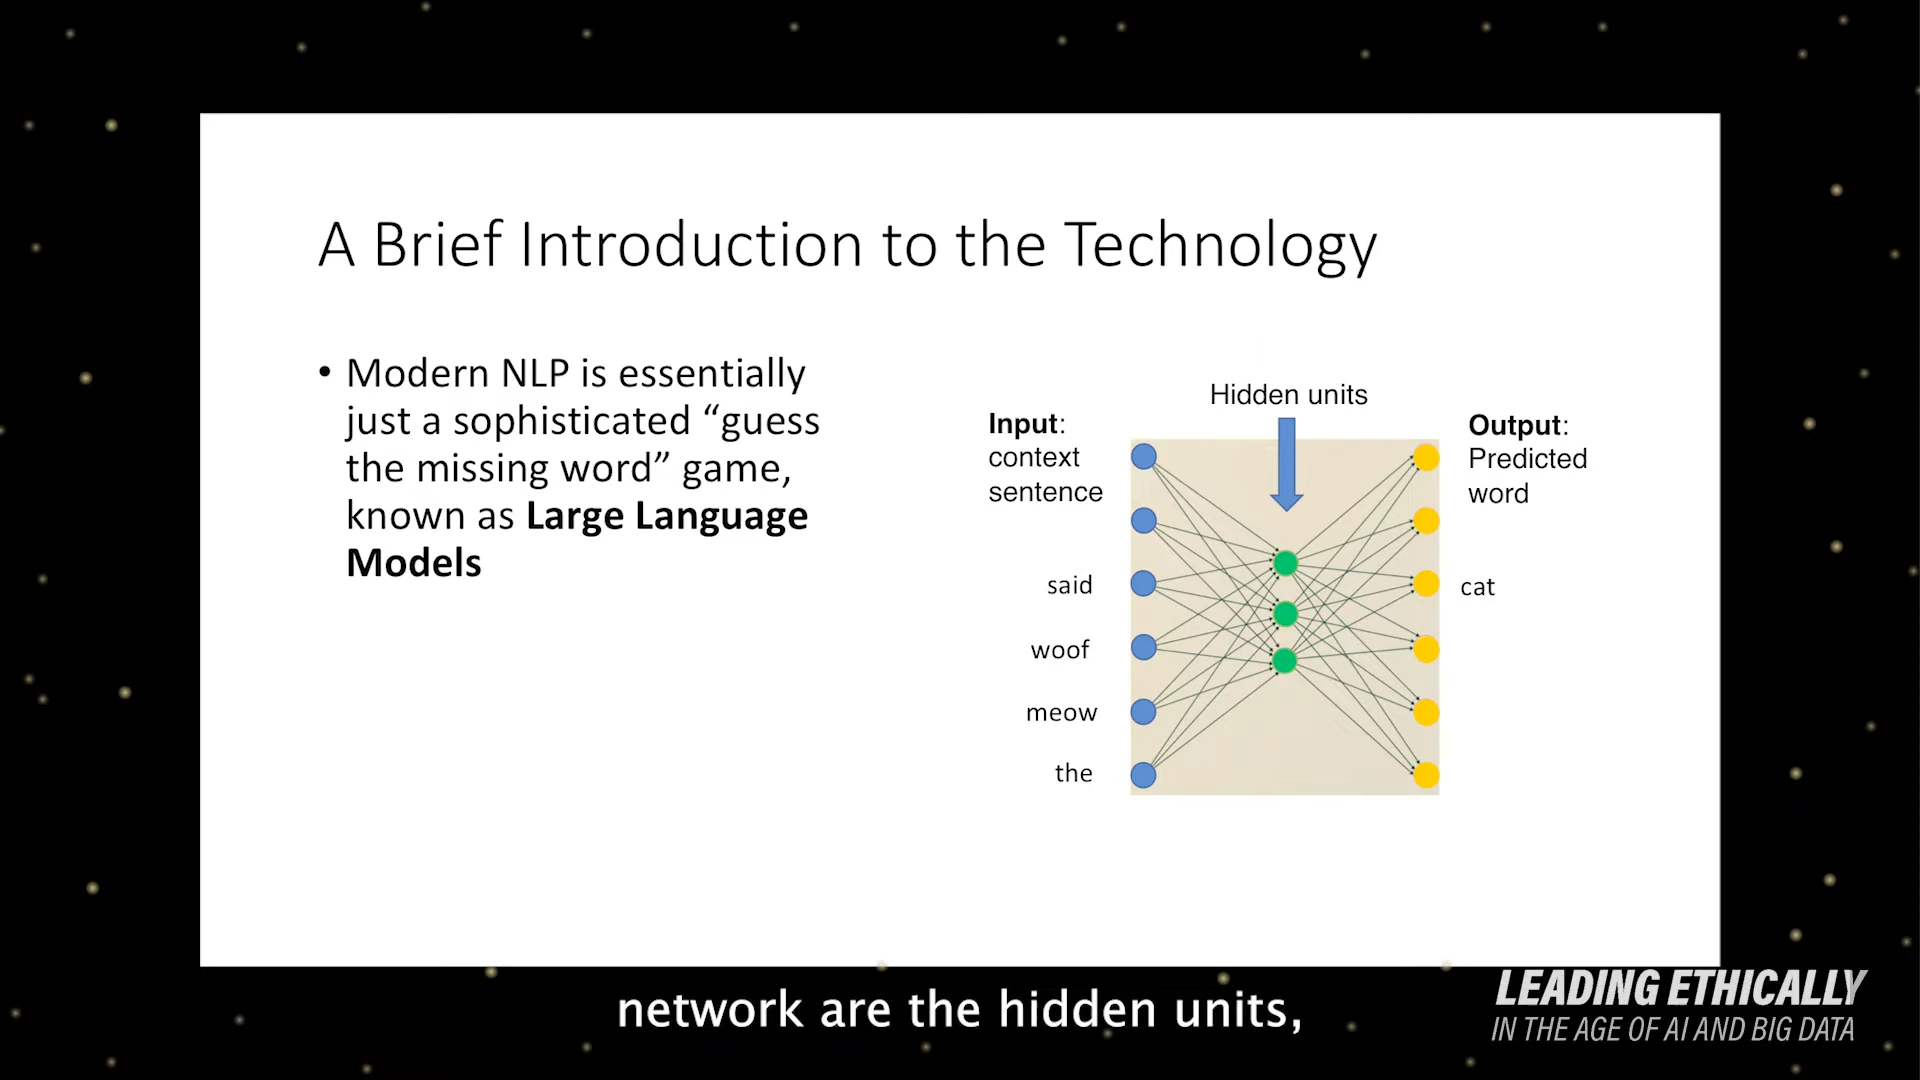 A Brief Introduction to the Technology
• Modern NLP is essentially
just a sophisticated “guess
the missing word” game,
known as Large Language
Models
Hidden units
Input:
context
sentence
Output:
Predicted
word
said
cat
woof
meow
the
network are the hidden units,
LEADING ETHICALLY
IN THE AGE OF AI AND BIG DATA